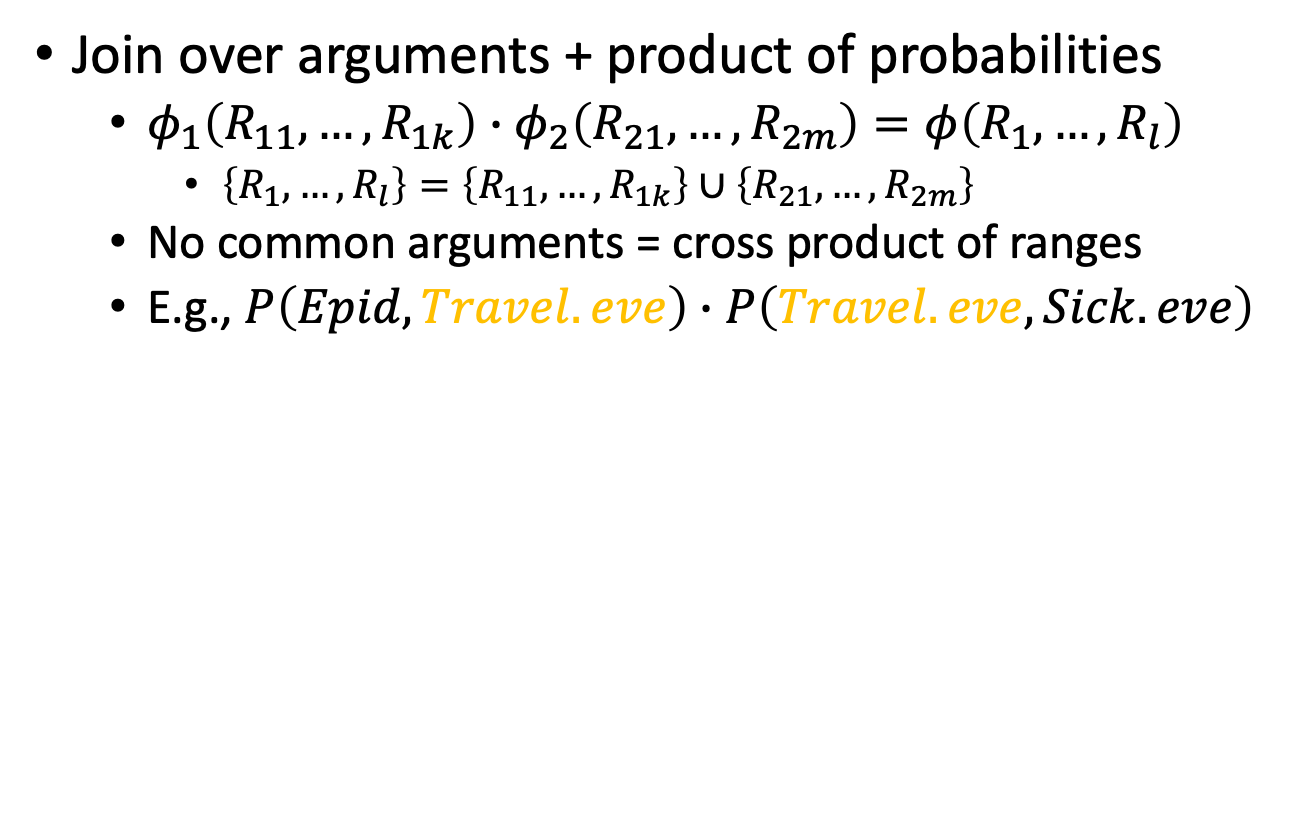 • Join over arguments + product of probabilities
• ϕ₁(R₁₁, … , R₁ₖ) · ϕ₂(R₂₁, … , R₂ₘ) = ϕ(R₁, … , Rₗ)
• {R₁, … , Rₗ} = {R₁₁, … , R₁ₖ} ∪ {R₂₁, … , R₂ₘ}
• No common arguments = cross product of ranges
• E.g., P(Epid, Travel. eve) · P(Travel. eve, Sick. eve)